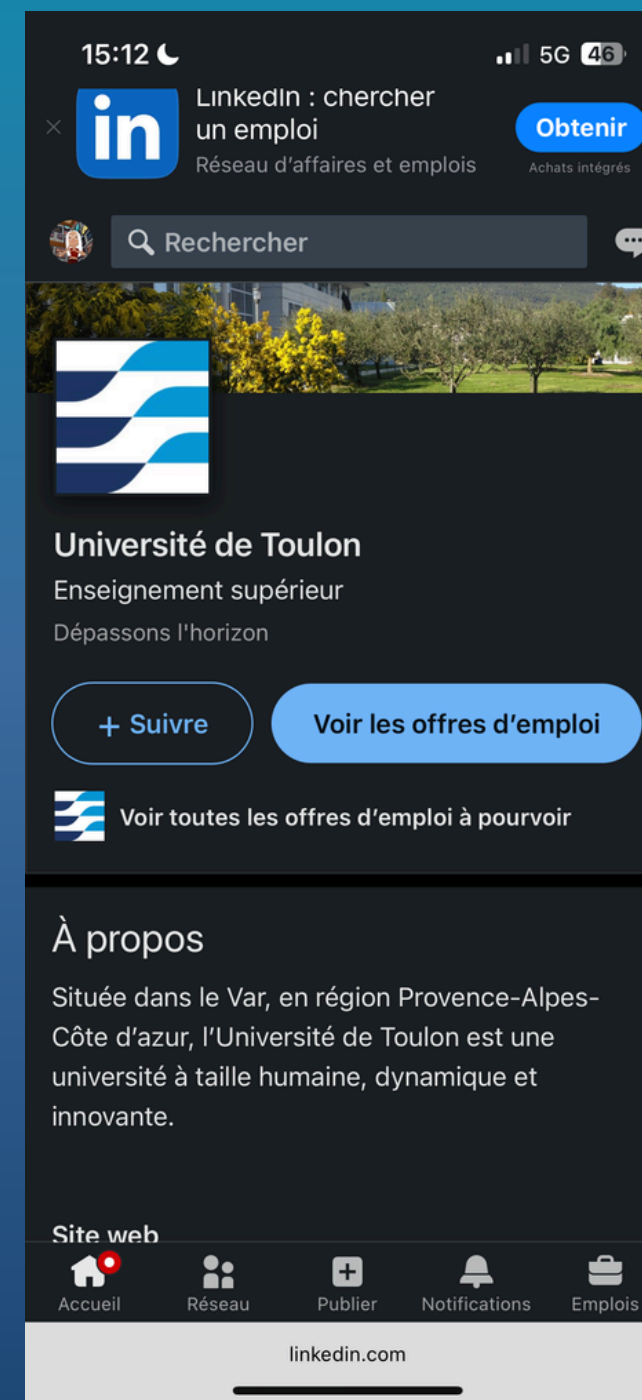 15:12
5G 46
LinkedIn : chercher
un emploi
Réseau d'affaires et emplois
Obtenir
Achats intégrés
in
Rechercher
Université de Toulon
Enseignement supérieur
Dépassons l'horizon
+ Suivre
Voir les offres d'emploi
Voir toutes les offres d'emploi à pourvoir
À propos
Située dans le Var, en région Provence-Alpes-
Côte d'azur, l'Université de Toulon est une
université à taille humaine, dynamique et
innovante.
Site web
Accueil
Réseau
Publier
Notifications
Emplois
linkedin.com